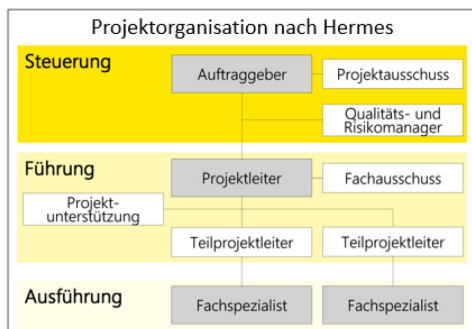 Projektorganisation nach Hermes
Steuerung
Auftraggeber
Projektausschuss
Qualitäts- und
Risikomanager
Führung
Projektleiter
Fachausschuss
Projekt-
unterstützung
Teilprojektleiter
Teilprojektleiter
Ausführung
Fachspezialist
Fachspezialist